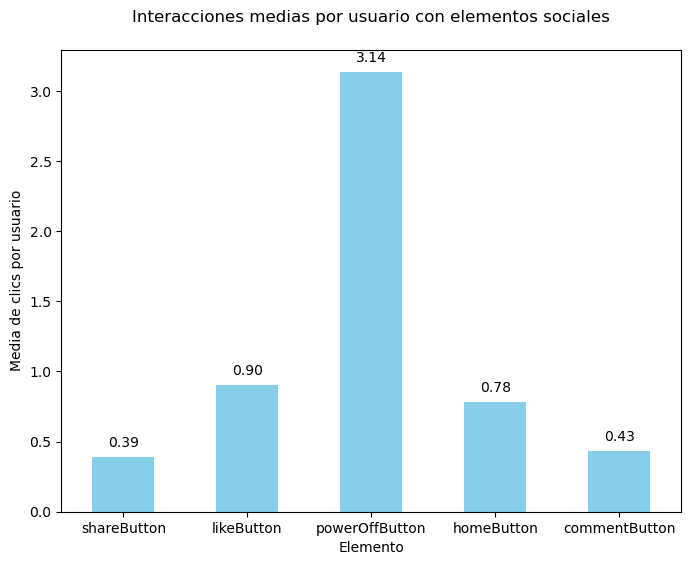 Interacciones medias por usuario con elementos sociales
Media de clics por usuario
3.0
2.5
2.0
1.5
1.0
0.5
0.0
0.39
0.90
3.14
0.78
0.43
shareButton
likeButton
powerOffButton
homeButton
commentButton
Elemento